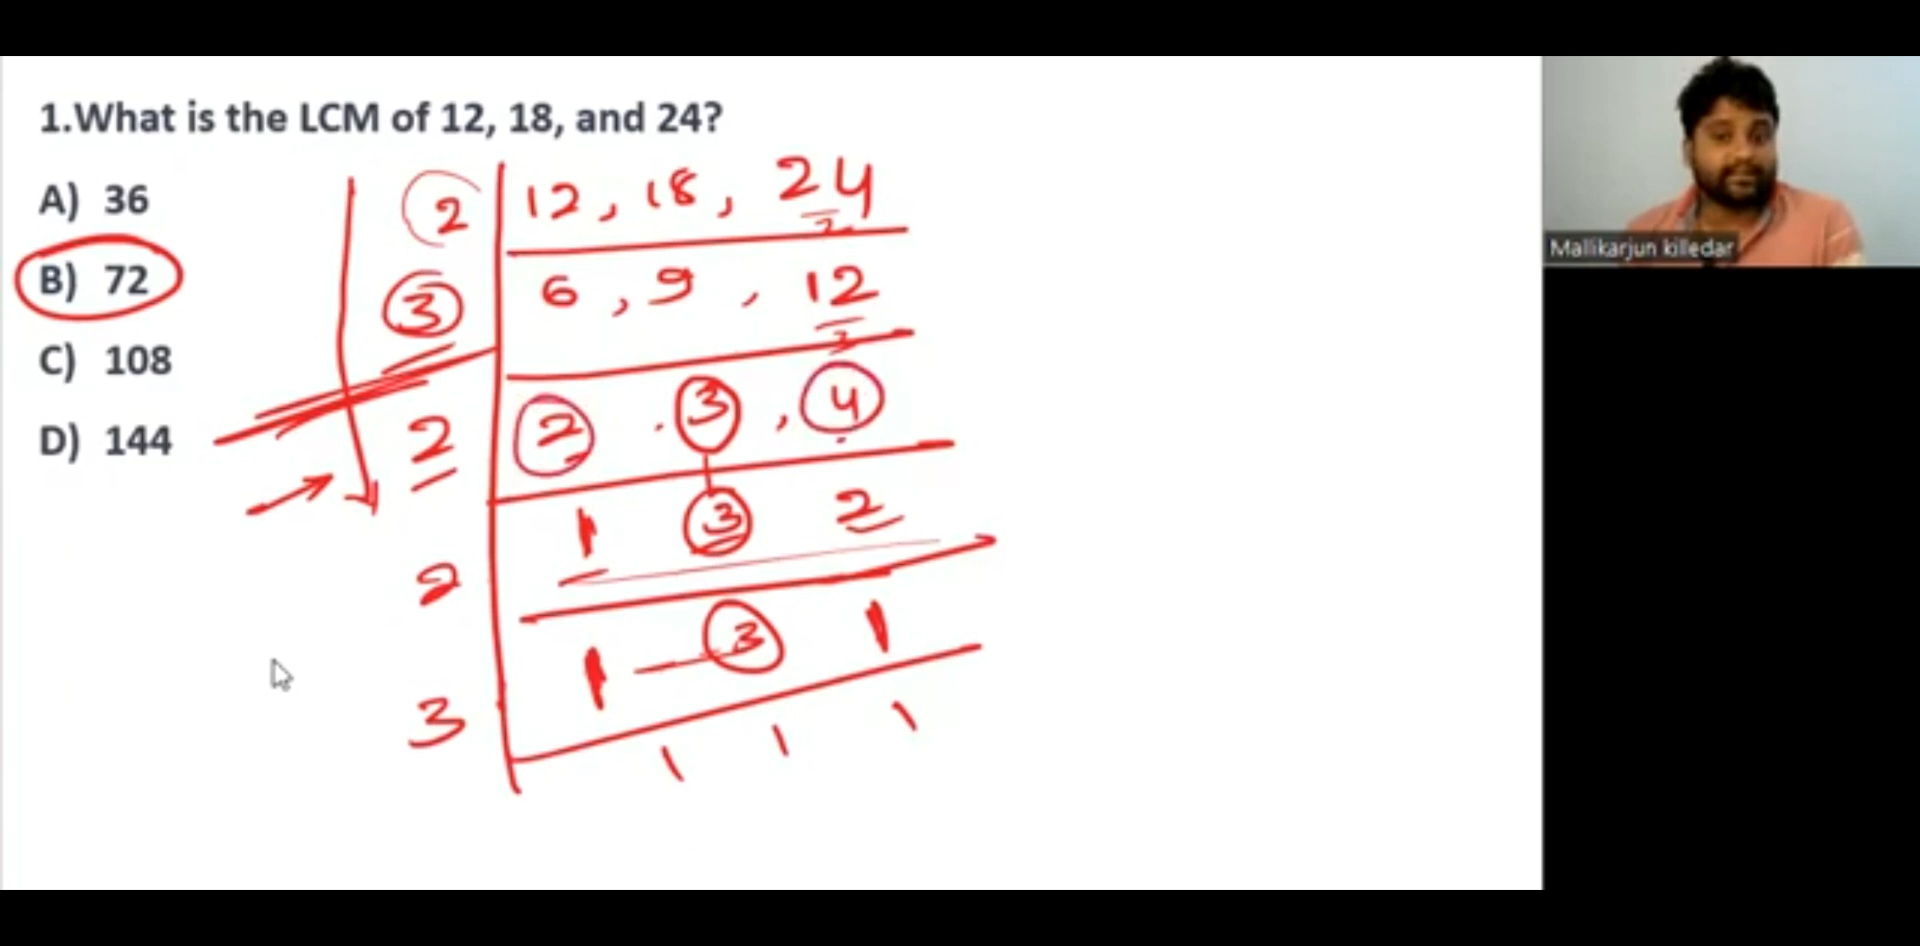 1.What is the LCM of 12, 18, and 24?
A) 36
B) 72
C) 108
D) 144
2 12, 18, 24
2
3 6, 9, 12
3
2 2, 3, 4
2 1 3 2
3 1 3 1
1 1 1
Mallikarjun killedar